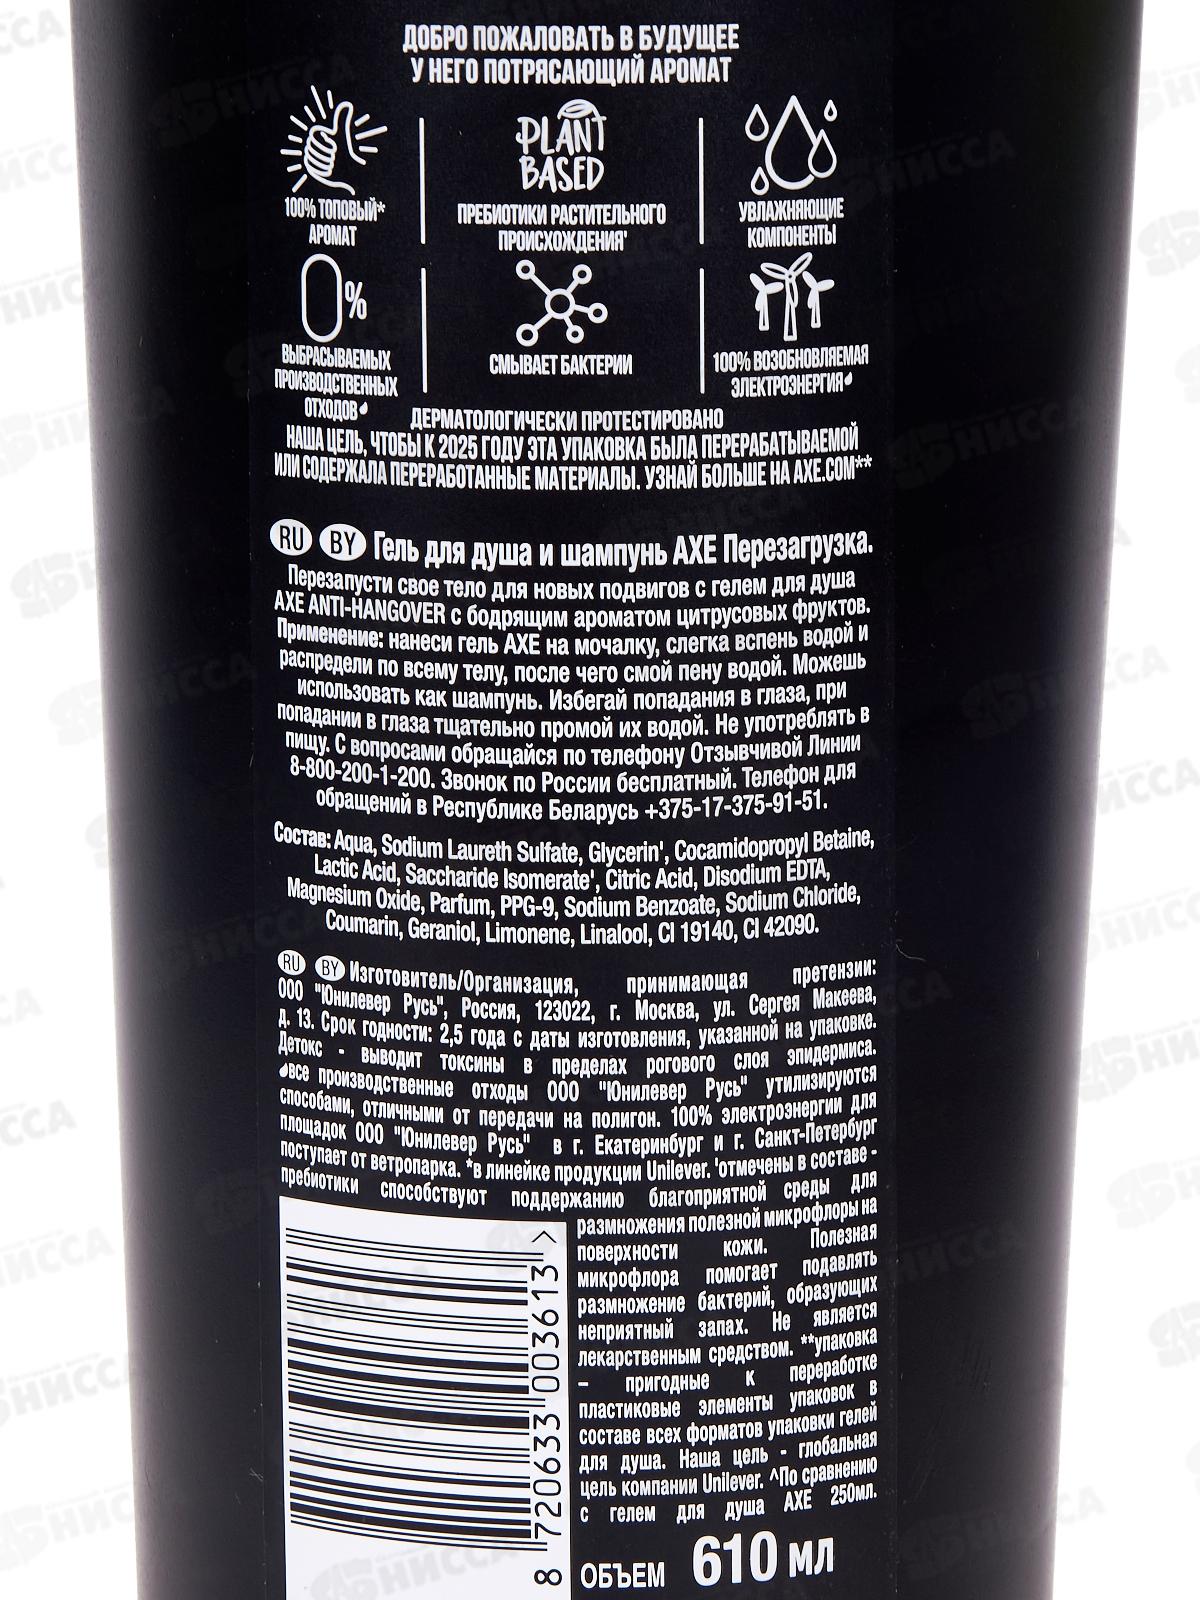 ДОБРО ПОЖАЛОВАТЬ В БУДУЩЕЕ
У НЕГО ПОТРЯСАЮЩИЙ АРОМАТ
100% ТОПОВЫЙ*
АРОМАТ
PLANT
BASED
ПРЕБИОТИКИ РАСТИТЕЛЬНОГО
ПРОИСХОЖДЕНИЯ'
УВЛАЖНЯЮЩИЕ
КОМПОНЕНТЫ
0%
ВЫБРАСЫВАЕМЫХ
ПРОИЗВОДСТВЕННЫХ
ОТХОДОВ
СМЫВАЕТ БАКТЕРИИ
100% ВОЗОБНОВЛЯЕМАЯ
ЭЛЕКТРОЭНЕРГИЯ
ДЕРМАТОЛОГИЧЕСКИ ПРОТЕСТИРОВАНО
НАША ЦЕЛЬ, ЧТОБЫ К 2025 ГОДУ ЭТА УПАКОВКА БЫЛА ПЕРЕРАБАТЫВАЕМОЙ
ИЛИ СОДЕРЖАЛА ПЕРЕРАБОТАННЫЕ МАТЕРИАЛЫ. УЗНАЙ БОЛЬШЕ НА AXE.COM**
RU BY Гель для душа и шампунь AXE Перезагрузка.
Перезапусти свое тело для новых подвигов с гелем для душа
AXE ANTI-HANGOVER с бодрящим ароматом цитрусовых фруктов.
Применение: нанеси гель AXE на мочалку, слегка вспень водой и
распредели по всему телу, после чего смой пену водой. Можешь
использовать как шампунь. Избегай попадания в глаза, при
попадании в глаза тщательно промой их водой. Не употреблять в
пищу. С вопросами обращайся по телефону Отзывчивой Линии
8-800-200-1-200. Звонок по России бесплатный. Телефон для
обращений в Республике Беларусь +375-17-375-91-51.
Состав: Aqua, Sodium Laureth Sulfate, Glycerin', Cocamidopropyl Betaine,
Lactic Acid, Saccharide Isomerate', Citric Acid, Disodium EDTA,
Magnesium Oxide, Parfum, PPG-9, Sodium Benzoate, Sodium Chloride,
Coumarin, Geraniol, Limonene, Linalool, CI 19140, CI 42090.
RU BY Изготовитель/Организация, принимающая претензии:
ООО "Юнилевер Русь", Россия, 123022, г. Москва, ул. Сергея Макеева,
д. 13. Срок годности: 2,5 года с даты изготовления, указанной на упаковке.
Детокс - выводит токсины в пределах рогового слоя эпидермиса.
все производственные отходы ООО "Юнилевер Русь" утилизируются
способами, отличными от передачи на полигон. 100% электроэнергии для
площадок ООО "Юнилевер Русь" в г. Екатеринбург и г. Санкт-Петербург
поступает от ветропарка. *в линейке продукции Unilever. 'отмечены в составе -
пребиотики способствуют поддержанию благоприятной среды для
размножения полезной микрофлоры на
поверхности кожи. Полезная
микрофлора помогает подавлять
размножение бактерий, образующих
неприятный запах. Не является
лекарственным средством. **упаковка
– пригодные к переработке
пластиковые элементы упаковок в
составе всех форматов упаковки гелей
для душа. Наша цель - глобальная
цель компании Unilever. ^По сравнению
с гелем для душа AXE 250мл.
8 720633 003613 >
ОБЪЕМ 610 МЛ
НИССА